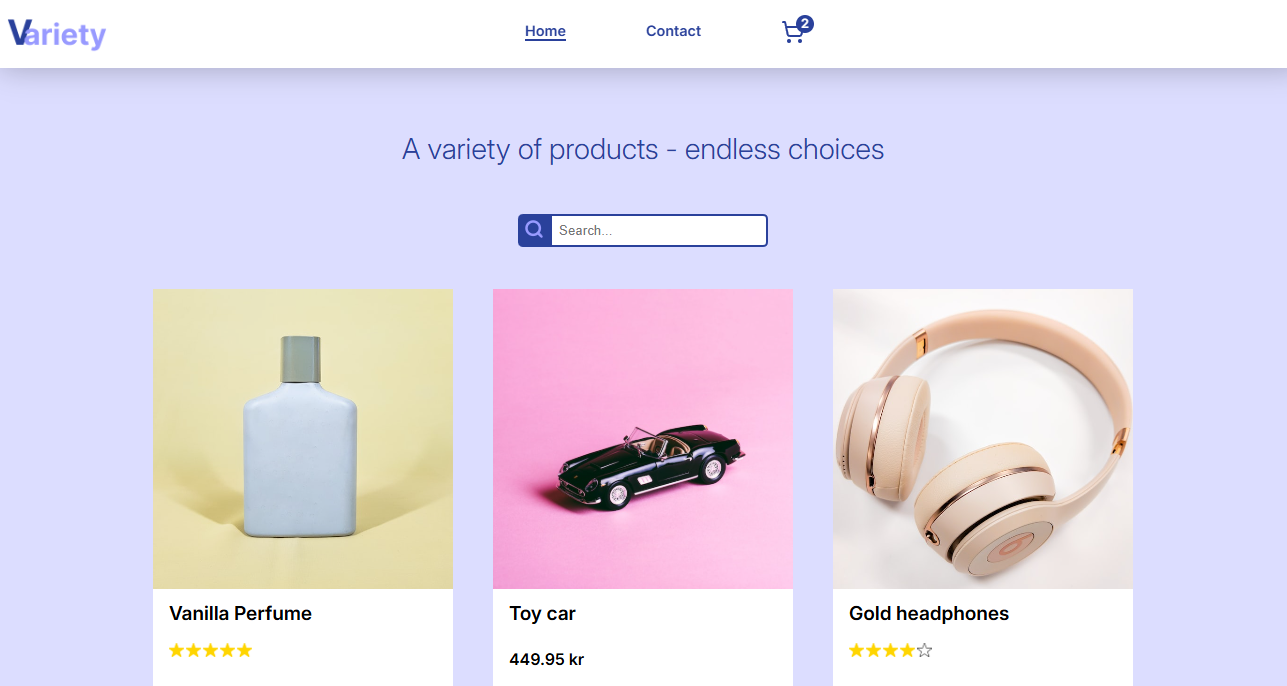 Variety
Home
Contact
2
A variety of products - endless choices
Search...
Vanilla Perfume
Toy car
449.95 kr
Gold headphones